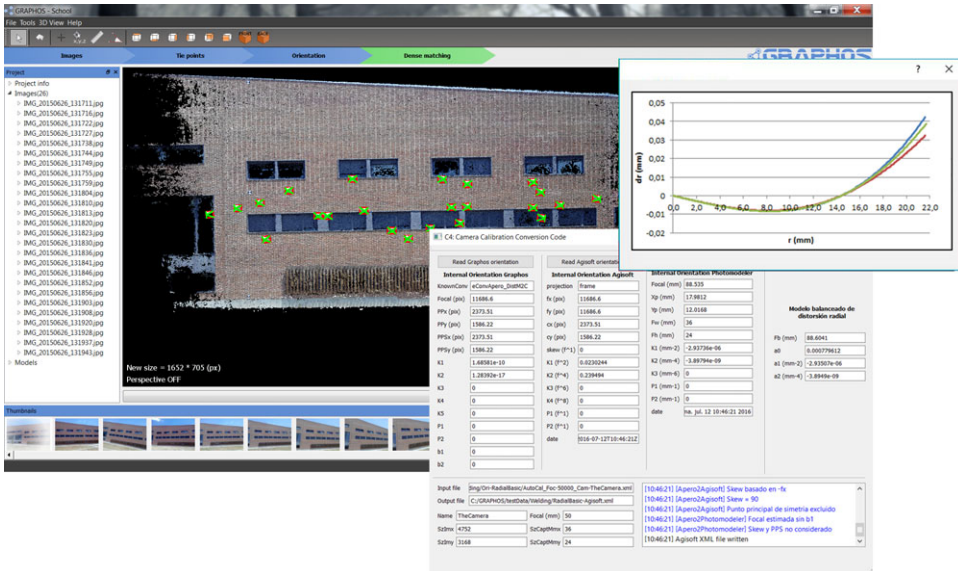 GRAPHOS - School
File Tools 3D View Help
Images Tie points Orientation Dense matching
GRAPHOS
Project
Project info
Images(26)
IMG_20150626_131711.jpg
IMG_20150626_131716.jpg
IMG_20150626_131722.jpg
IMG_20150626_131727.jpg
IMG_20150626_131738.jpg
IMG_20150626_131744.jpg
IMG_20150626_131749.jpg
IMG_20150626_131755.jpg
IMG_20150626_131759.jpg
IMG_20150626_131804.jpg
IMG_20150626_131810.jpg
IMG_20150626_131813.jpg
IMG_20150626_131820.jpg
IMG_20150626_131823.jpg
IMG_20150626_131830.jpg
IMG_20150626_131836.jpg
IMG_20150626_131841.jpg
IMG_20150626_131846.jpg
IMG_20150626_131852.jpg
IMG_20150626_131856.jpg
IMG_20150626_131903.jpg
IMG_20150626_131908.jpg
IMG_20150626_131920.jpg
IMG_20150626_131928.jpg
IMG_20150626_131937.jpg
IMG_20150626_131943.jpg
Models
New size = 1652 * 705 (px)
Perspective OFF
Thumbnails
?
0,05
0,04
0,03
0,02
0,01
0
-0,01
-0,02
dr (mm)
0,0 2,0 4,0 6,0 8,0 10,0 12,0 14,0 16,0 18,0 20,0 22,0
r (mm)
C4: Camera Calibration Conversion Code
Read Graphos orientation
Internal Orientation Graphos
KnownConv eConvApero_DistM2C
Focal (pix) 11686.6
PPx (pix) 2373.51
PPy (pix) 1586.22
PPSx (pix) 2373.51
PPSy (pix) 1586.22
K1 1.68581e-10
K2 1.28392e-17
K3 0
K4 0
K5 0
P1 0
P2 0
b1 0
b2 0
Read Agisoft
Internal Orientation Agisoft
projection frame
fx (pix) 11686.6
fy (pix) 11686.6
cx (pix) 2373.51
cy (pix) 1586.22
skew (f^1) 0
K1 (f^2) 0.0230244
K2 (f^4) 0.239494
K3 (f^6) 0
K4 (f^8) 0
P1 (f^1) 0
P2 (f^1) 0
date 016-07-12T10:46:21Z
Internal Orientation Photomodeler
Focal (mm) 88.535
Xp (mm) 17.9812
Yp (mm) 12.0168
Fw (mm) 36
Fh (mm) 24
K1 (mm-2) -2.93736e-06
K2 (mm-4) -3.89794e-09
K3 (mm-6) 0
P1 (mm-1) 0
P2 (mm-1) 0
date na. jul. 12 10:46:21 2016
Modelo balanceado de
distorsión radial
Fb (mm) 88.6041
a0 0.000779612
a1 (mm-2) -2.93507e-06
a2 (mm-4) -3.8949e-09
Input file ding/Ori-RadialBasic/AutoCal_Foc-50000_Cam-TheCamera.xml
Output file C:/GRAPHOS/testData/Welding/RadialBasic-Agisoft.xml
Name TheCamera Focal (mm) 50
SzImx 4752 SzCaptMmx 36
SzImy 3168 SzCaptMmy 24
[10:46:21] [Apero2Agisoft] Skew basado en -fx
[10:46:21] [Apero2Agisoft] Skew = 90
[10:46:21] [Apero2Agisoft] Punto principal de simetría excluido
[10:46:21] [Apero2Photomodeler] Focal estimada sin b1
[10:46:21] [Apero2Photomodeler] Skew y PPS no considerado
[10:46:21] Agisoft XML file written